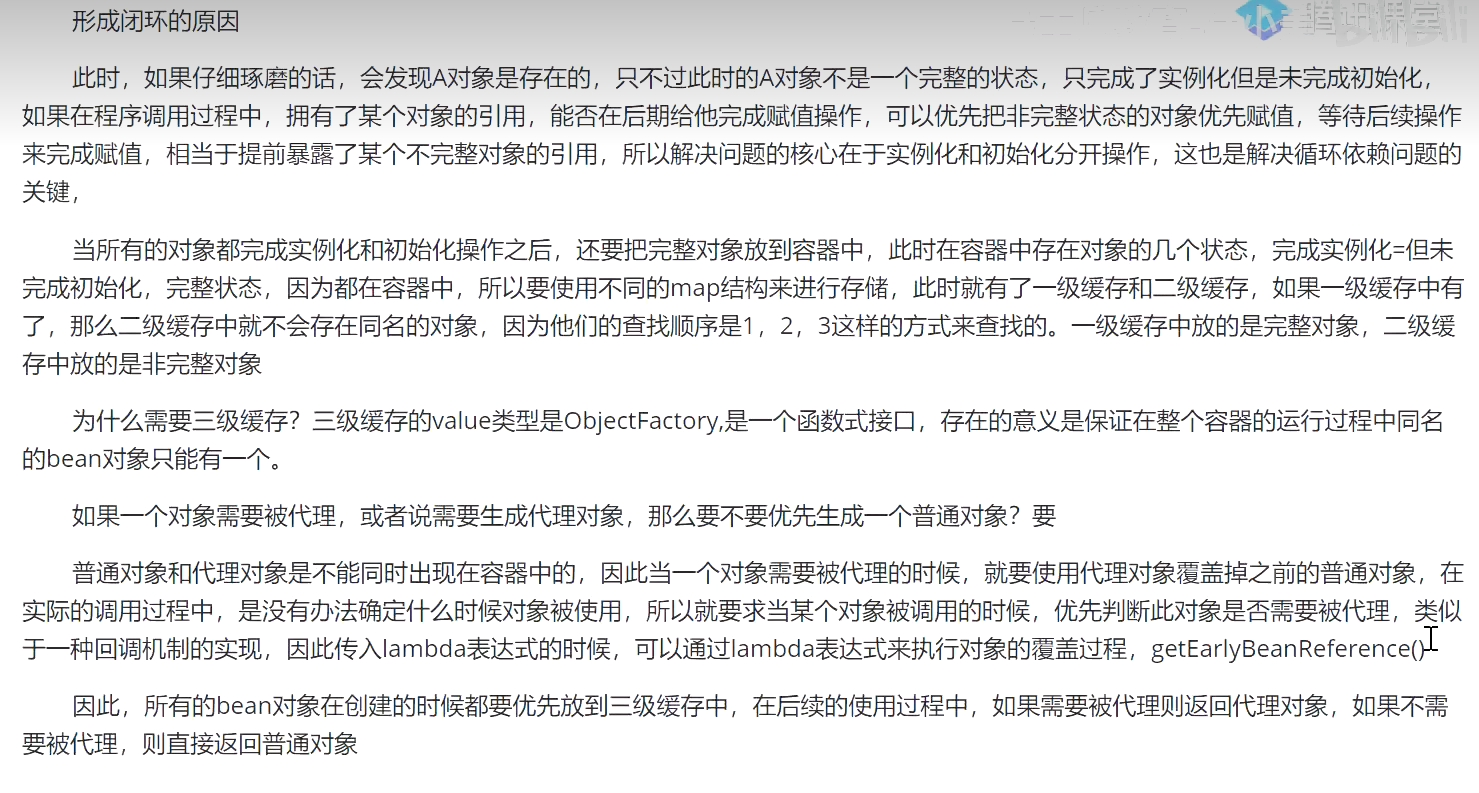 形成闭环的原因
腾讯课堂
此时，如果仔细琢磨的话，会发现A对象是存在的，只不过此时的A对象不是一个完整的状态，只完成了实例化但是未完成初始化，
如果在程序调用过程中，拥有了某个对象的引用，能否在后期给他完成赋值操作，可以优先把非完整状态的对象优先赋值，等待后续操作
来完成赋值，相当于提前暴露了某个不完整对象的引用，所以解决问题的核心在于实例化和初始化分开操作，这也是解决循环依赖问题的
关键，
当所有的对象都完成实例化和初始化操作之后，还要把完整对象放到容器中，此时在容器中存在对象的几个状态，完成实例化=但未
完成初始化，完整状态，因为都在容器中，所以要使用不同的map结构来进行存储，此时就有了一级缓存和二级缓存，如果一级缓存中有
了，那么二级缓存中就不会存在同名的对象，因为他们的查找顺序是1，2，3这样的方式来查找的。一级缓存中放的是完整对象，二级缓
存中放的是非完整对象
为什么需要三级缓存？三级缓存的value类型是ObjectFactory,是一个函数式接口，存在的意义是保证在整个容器的运行过程中同名
的bean对象只能有一个。
如果一个对象需要被代理，或者说需要生成代理对象，那么要不要优先生成一个普通对象？要
普通对象和代理对象是不能同时出现在容器中的，因此当一个对象需要被代理的时候，就要使用代理对象覆盖掉之前的普通对象，在
实际的调用过程中，是没有办法确定什么时候对象被使用，所以就要求当某个对象被调用的时候，优先判断此对象是否需要被代理，类似
于一种回调机制的实现，因此传入lambda表达式的时候，可以通过lambda表达式来执行对象的覆盖过程，getEarlyBeanReference()
因此，所有的bean对象在创建的时候都要优先放到三级缓存中，在后续的使用过程中，如果需要被代理则返回代理对象，如果不需
要被代理，则直接返回普通对象